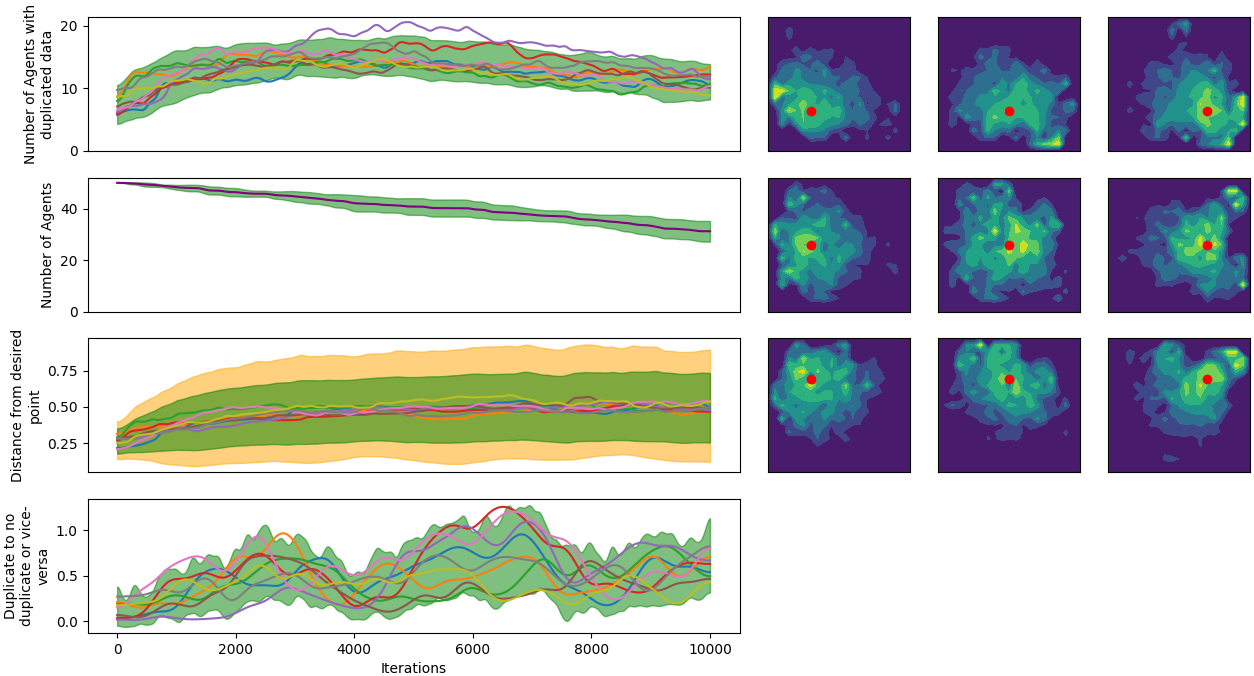 Number of Agents with
duplicated data
20
10
0
Number of Agents
40
20
0
Distance from desired
point
0.75
0.50
0.25
Duplicate to no
duplicate or vice-
versa
1.0
0.5
0.0
0 2000 4000 6000 8000 10000
Iterations